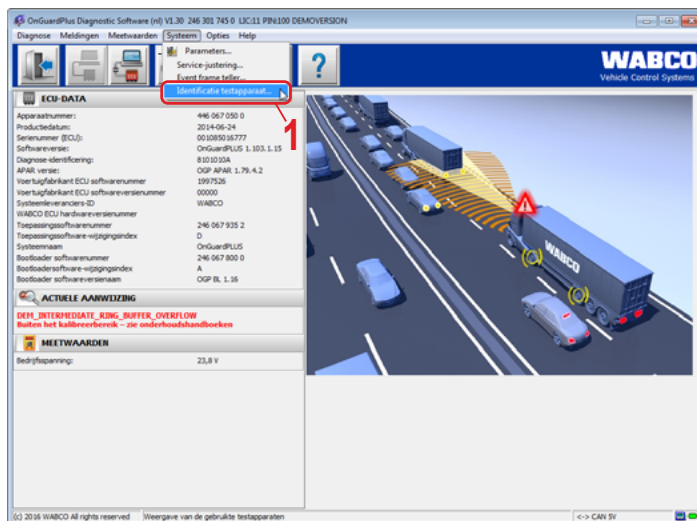 OnGuardPlus Diagnostic Software (nl) V1.30 246 301 745 0 LIC:11 PIN:100 DEMOVERSION
Diagnose Meldingen Meetwaarden Systeem Opties Help
Parameters...
Service-justering...
Event frame teller...
Identificatie testapparaat...
1
?
WABCO
Vehicle Control Systems
ECU-DATA
Apparaatnummer: 446 067 050 0
Productiedatum: 2014-06-24
Serienummer (ECU): 001085016777
Softwareversie: OnGuardPLUS 1.103.1.15
Diagnose-identificering: 8101010A
APAR versie: OGP APAR 1.79.4.2
Voertuigfabrikant ECU softwarenummer 1997526
Voertuigfabrikant ECU softwareversienummer 00000
Systeemleveranciers-ID WABCO
WABCO ECU hardwareversienummer
Toepassingssoftwarenummer 246 067 935 2
Toepassingssoftware-wijzigingsindex D
Systeemnaam OnGuardPLUS
Bootloader softwarenummer 246 067 800 0
Bootloadersoftware-wijzigingsindex A
Bootloader softwareversienaam OGP BL 1.16
WABCO
ACTUELE AANWIJZING
DEM_INTERMEDIATE_RING_BUFFER_OVERFLOW
Buiten het kalibreerbereik – zie onderhoudshandboeken
MEETWAARDEN
Bedrijfsspanning: 23,8 V
(c) 2016 WABCO All rights reserved Weergave van de gebruikte testapparaten <-> CAN 5V